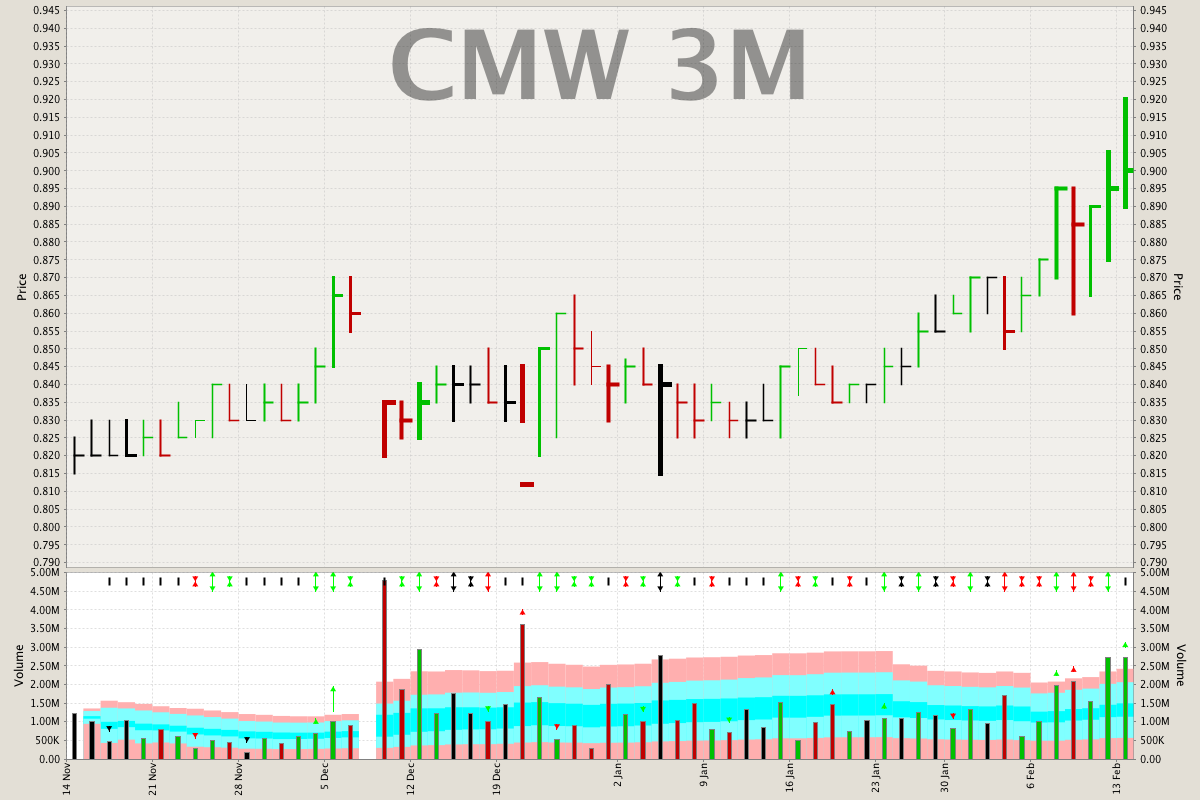 CMW 3M
0.945 0.945
0.940 0.940
0.935 0.935
0.930 0.930
0.925 0.925
0.920 0.920
0.915 0.915
0.910 0.910
0.905 0.905
0.900 0.900
0.895 0.895
0.890 0.890
0.885 0.885
0.880 0.880
0.875 0.875
0.870 0.870
0.865 0.865
0.860 0.860
0.855 0.855
0.850 0.850
0.845 0.845
0.840 0.840
0.835 0.835
0.830 0.830
0.825 0.825
0.820 0.820
0.815 0.815
0.810 0.810
0.805 0.805
0.800 0.800
0.795 0.795
0.790 0.790
Price Price
5.00M 5.00M
4.50M 4.50M
4.00M 4.00M
3.50M 3.50M
3.00M 3.00M
2.50M 2.50M
2.00M 2.00M
1.50M 1.50M
1.00M 1.00M
500K 500K
0.00 0.00
Volume Volume
14 Nov 21 Nov 28 Nov 5 Dec 12 Dec 19 Dec 2 Jan 9 Jan 16 Jan 23 Jan 30 Jan 6 Feb 13 Feb